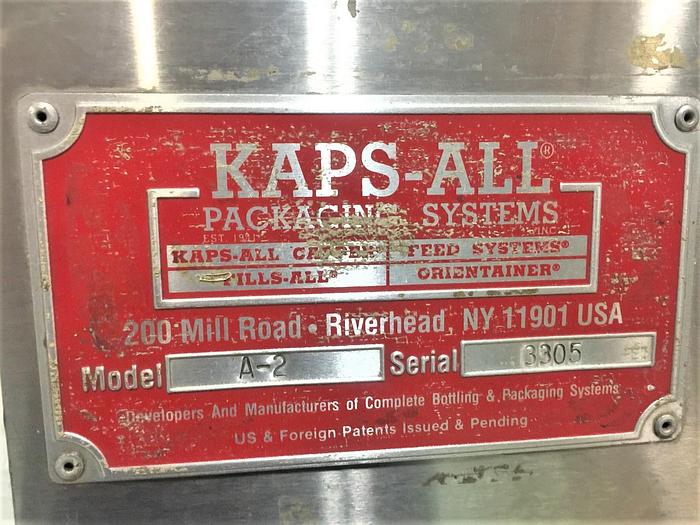 KAPS-ALL®
PACKAGING SYSTEMS
INC.
KAPS-ALL CAPPER FEED SYSTEMS®
FILLS-ALL® ORIENTAINER®
200 Mill Road • Riverhead, NY 11901 USA
Model A-2 Serial 3305
Developers And Manufacturers of Complete Bottling & Packaging Systems
US & Foreign Patents Issued & Pending